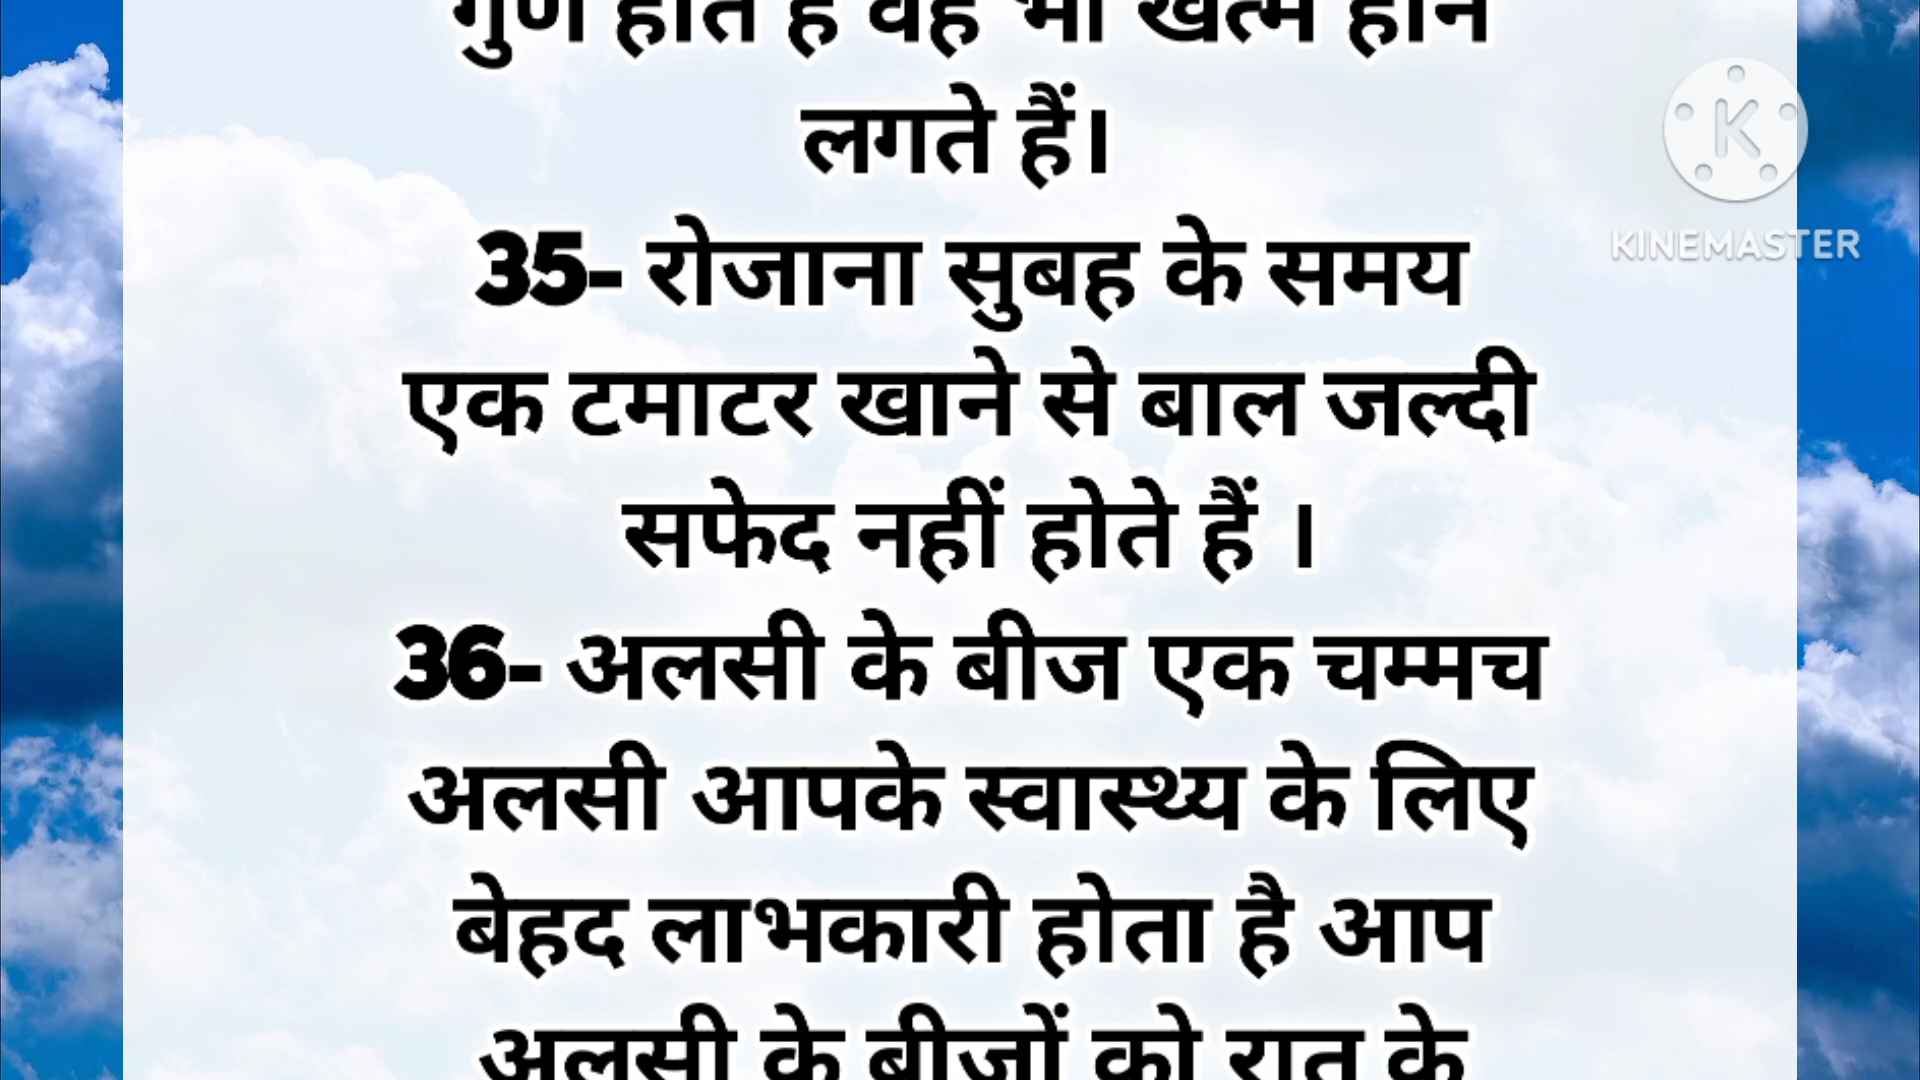 गुण होते हैं वह भी खत्म होने
लगते हैं।
35- रोजाना सुबह के समय
एक टमाटर खाने से बाल जल्दी
सफेद नहीं होते हैं ।
36- अलसी के बीज एक चम्मच
अलसी आपके स्वास्थ्य के लिए
बेहद लाभकारी होता है आप
अलसी के बीजों को रात के
K
KINEMASTER